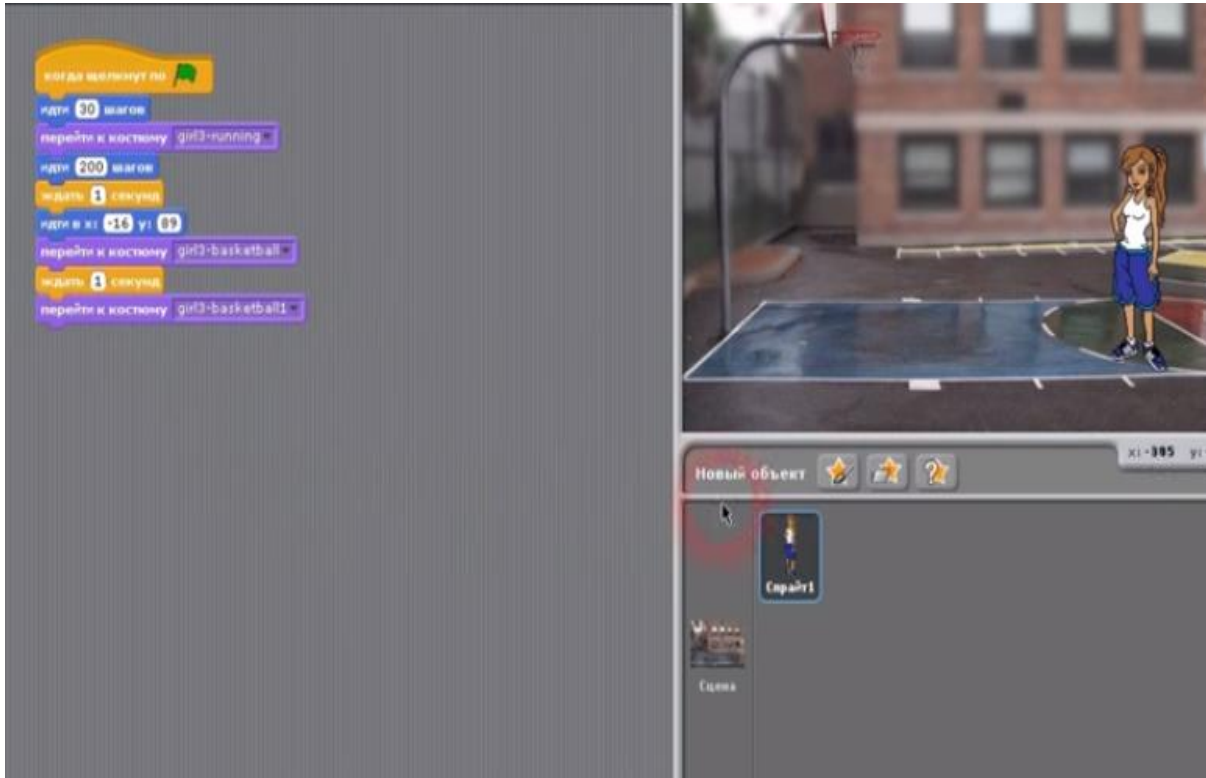 когда щелкнут по
идти 30 шагов
перейти к костюму girl3-running
идти 200 шагов
ждать 1 секунд
идти в x: -16 y: 89
перейти к костюму girl3-basketball
ждать 1 секунд
перейти к костюму girl3-basketball1
x: -385 y:
Новый объект
Спрайт1
Сцена